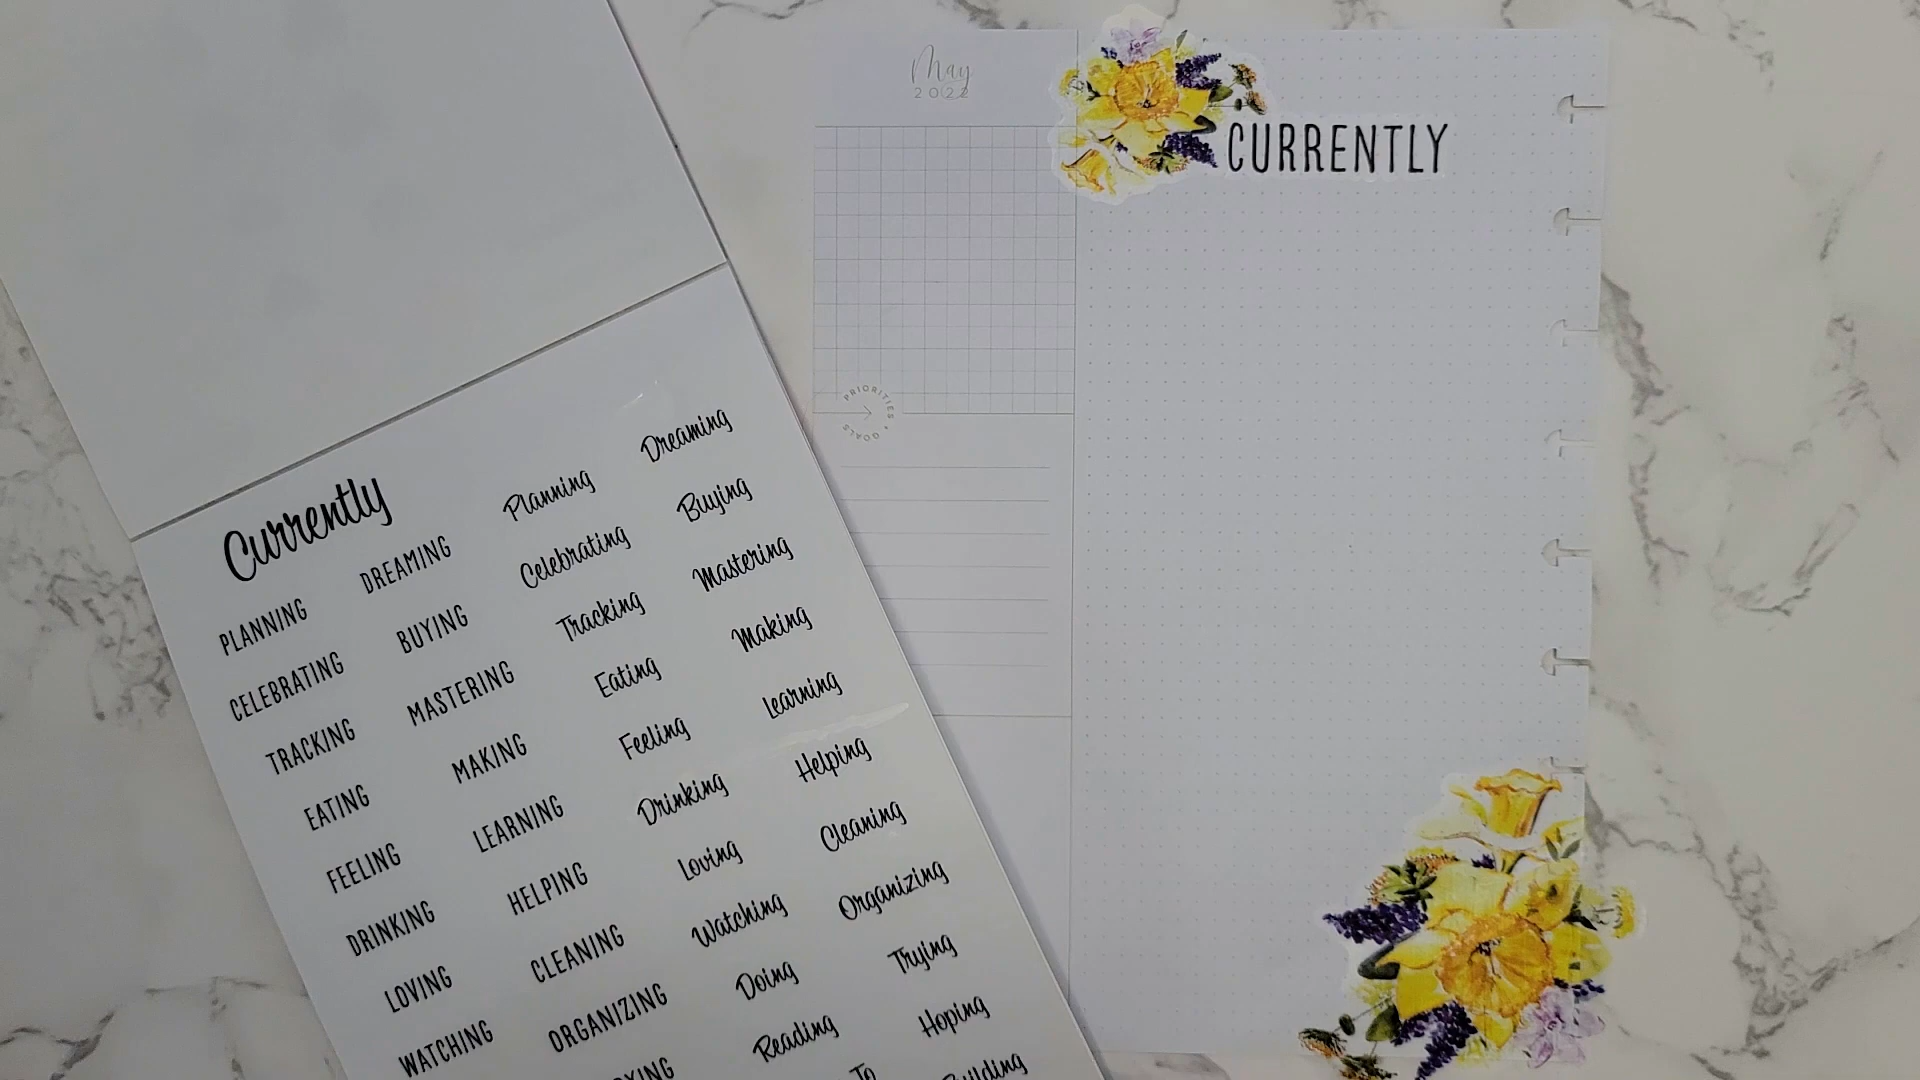 Currently
PLANNING DREAMING Planning Dreaming
CELEBRATING BUYING Celebrating Buying
TRACKING MASTERING Tracking Mastering
EATING MAKING Eating Making
FEELING LEARNING Feeling Learning
DRINKING HELPING Drinking Helping
LOVING CLEANING Loving Cleaning
WATCHING ORGANIZING Watching Organizing
Doing Trying
Reading Hoping
To
May
2022
PRIORITIES + GOALS
CURRENTLY